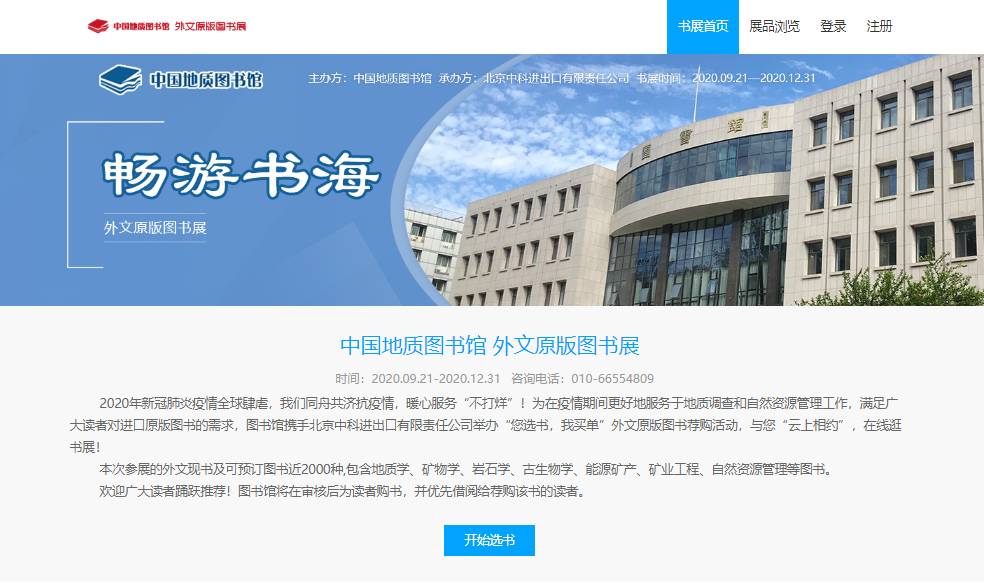 中国地质图书馆 外文原版图书展
书展首页 展品浏览 登录 注册
中国地质图书馆
主办方：中国地质图书馆 承办方：北京中科进出口有限责任公司 书展时间：2020.09.21—2020.12.31
图書館
畅游书海
外文原版图书展
中国地质图书馆 外文原版图书展
时间：2020.09.21-2020.12.31 咨询电话：010-66554809
2020年新冠肺炎疫情全球肆虐，我们同舟共济抗疫情，暖心服务“不打烊”！为在疫情期间更好地服务于地质调查和自然资源管理工作，满足广
大读者对进口原版图书的需求，图书馆携手北京中科进出口有限责任公司举办“您选书，我买单”外文原版图书荐购活动，与您“云上相约”，在线逛
书展！
本次参展的外文现书及可预订图书近2000种,包含地质学、矿物学、岩石学、古生物学、能源矿产、矿业工程、自然资源管理等图书。
欢迎广大读者踊跃推荐！图书馆将在审核后为读者购书，并优先借阅给荐购该书的读者。
开始选书